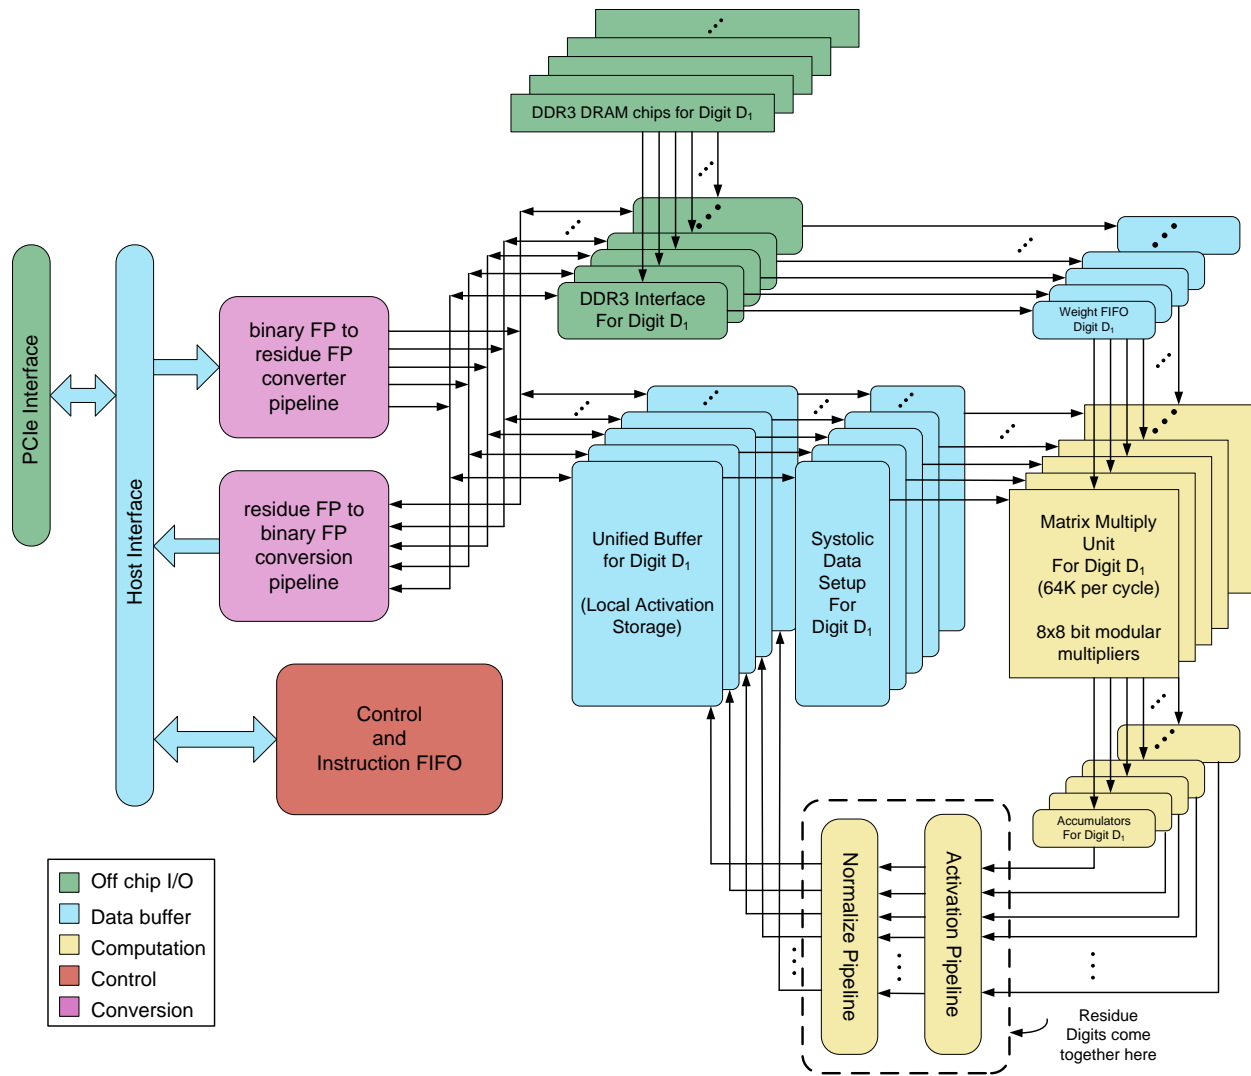 DDR3 DRAM chips for Digit D₁
DDR3 Interface
For Digit D₁
Weight FIFO
Digit D₁
PCIe Interface
Host Interface
binary FP to
residue FP
converter
pipeline
residue FP to
binary FP
conversion
pipeline
Unified Buffer
for Digit D₁
(Local Activation
Storage)
Systolic
Data
Setup
For
Digit D₁
Matrix Multiply
Unit
For Digit D₁
(64K per cycle)
8x8 bit modular
multipliers
Control
and
Instruction FIFO
Accumulators
For Digit D₁
Normalize Pipeline
Activation Pipeline
Residue
Digits come
together here
Off chip I/O
Data buffer
Computation
Control
Conversion